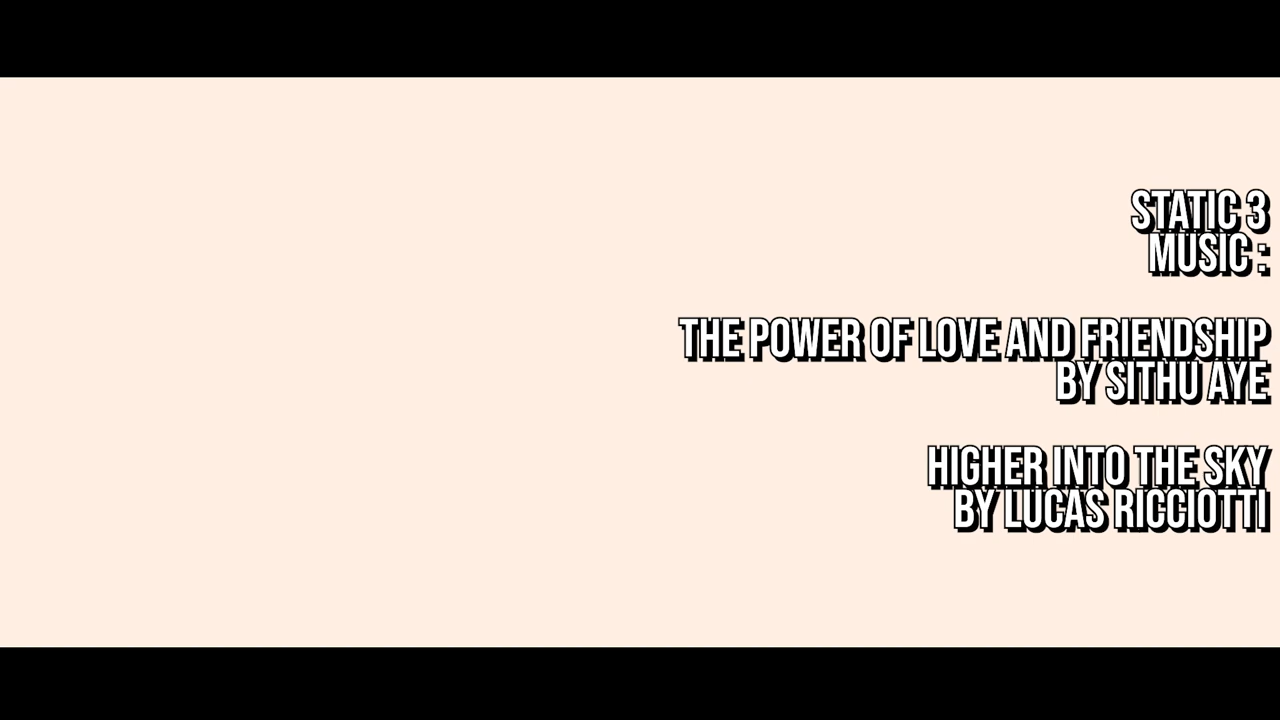 STATIC 3
MUSIC :
THE POWER OF LOVE AND FRIENDSHIP
BY SITHU AYE
HIGHER INTO THE SKY
BY LUCAS RICCIOTTI